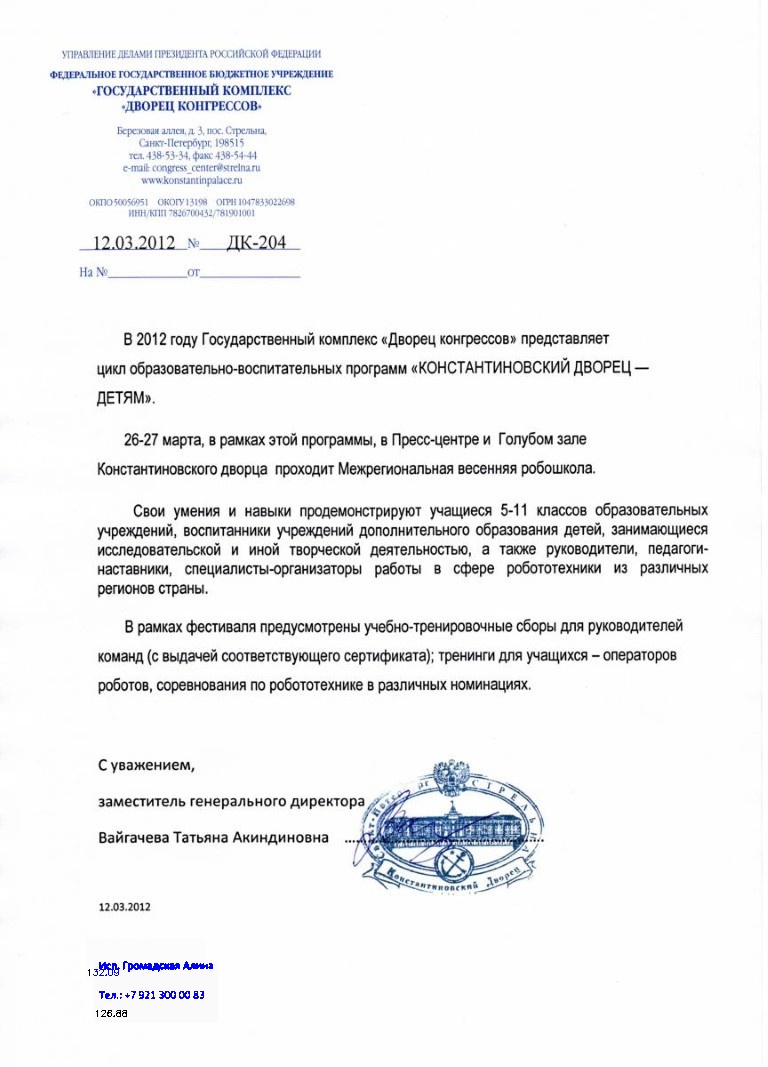 УПРАВЛЕНИЕ ДЕЛАМИ ПРЕЗИДЕНТА РОССИЙСКОЙ ФЕДЕРАЦИИ
ФЕДЕРАЛЬНОЕ ГОСУДАРСТВЕННОЕ БЮДЖЕТНОЕ УЧРЕЖДЕНИЕ
«ГОСУДАРСТВЕННЫЙ КОМПЛЕКС
«ДВОРЕЦ КОНГРЕССОВ»
Березовая аллея, д. 3, пос. Стрельна,
Санкт-Петербург, 198515
тел. 438-53-34, факс 438-54-44
e-mail: congress_center@strelna.ru
www.konstantinpalace.ru
ОКПО 50056951 ОКОГУ 13198 ОГРН 1047833022698
ИНН/КПП 7826700432/781901001
12.03.2012 № ДК-204
На №____________от________________
В 2012 году Государственный комплекс «Дворец конгрессов» представляет
цикл образовательно-воспитательных программ «КОНСТАНТИНОВСКИЙ ДВОРЕЦ —
ДЕТЯМ».
26-27 марта, в рамках этой программы, в Пресс-центре и Голубом зале
Константиновского дворца проходит Межрегиональная весенняя робошкола.
Свои умения и навыки продемонстрируют учащиеся 5-11 классов образовательных
учреждений, воспитанники учреждений дополнительного образования детей, занимающиеся
исследовательской и иной творческой деятельностью, а также руководители, педагоги-
наставники, специалисты-организаторы работы в сфере робототехники из различных
регионов страны.
В рамках фестиваля предусмотрены учебно-тренировочные сборы для руководителей
команд (с выдачей соответствующего сертификата); тренинги для учащихся – операторов
роботов, соревнования по робототехнике в различных номинациях.
С уважением,
заместитель генерального директора
Вайгачева Татьяна Акиндиновна
Санкт-Петербург СТРЕЛЬНА
Константиновский Дворец
12.03.2012
Исп. Громадская Алина
132.09
Тел.: +7 921 300 00 83
126.88